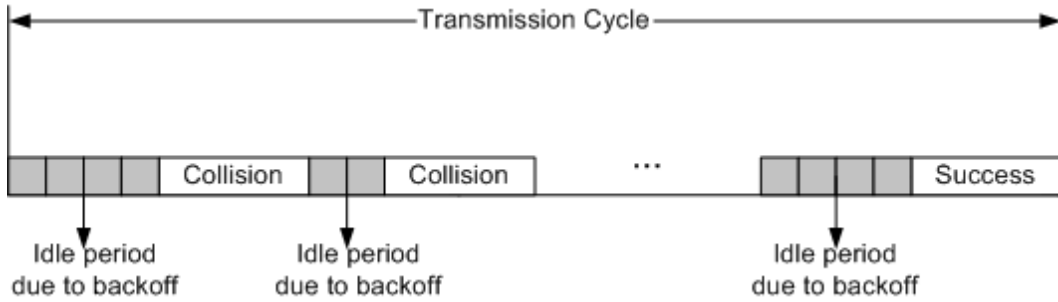 Transmission Cycle
Collision
Collision
...
Success
Idle period
due to backoff
Idle period
due to backoff
Idle period
due to backoff